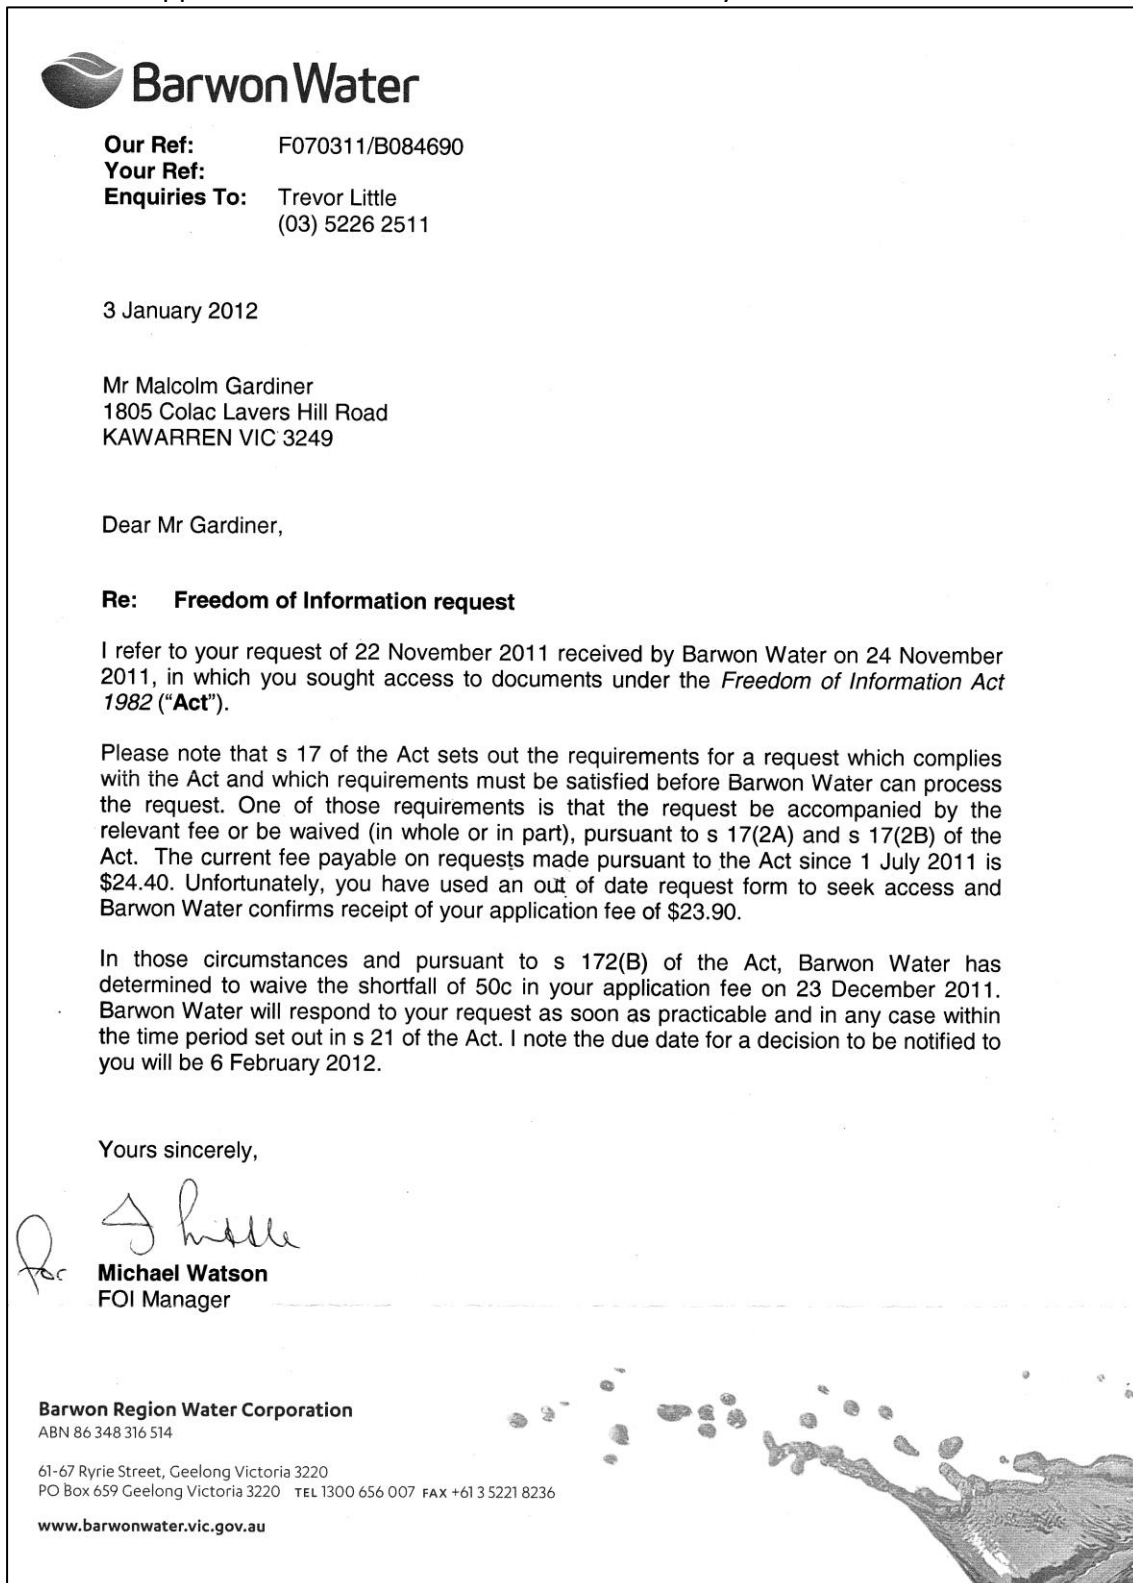 Barwon Water
Our Ref: F070311/B084690
Your Ref:
Enquiries To: Trevor Little
(03) 5226 2511
3 January 2012
Mr Malcolm Gardiner
1805 Colac Lavers Hill Road
KAWARREN VIC 3249
Dear Mr Gardiner,
Re: Freedom of Information request
I refer to your request of 22 November 2011 received by Barwon Water on 24 November
2011, in which you sought access to documents under the Freedom of Information Act
1982 (“Act”).
Please note that s 17 of the Act sets out the requirements for a request which complies
with the Act and which requirements must be satisfied before Barwon Water can process
the request. One of those requirements is that the request be accompanied by the
relevant fee or be waived (in whole or in part), pursuant to s 17(2A) and s 17(2B) of the
Act. The current fee payable on requests made pursuant to the Act since 1 July 2011 is
$24.40. Unfortunately, you have used an out of date request form to seek access and
Barwon Water confirms receipt of your application fee of $23.90.
In those circumstances and pursuant to s 172(B) of the Act, Barwon Water has
determined to waive the shortfall of 50c in your application fee on 23 December 2011.
Barwon Water will respond to your request as soon as practicable and in any case within
the time period set out in s 21 of the Act. I note the due date for a decision to be notified to
you will be 6 February 2012.
Yours sincerely,
T Little
for Michael Watson
FOI Manager
Barwon Region Water Corporation
ABN 86 348 316 514
61-67 Ryrie Street, Geelong Victoria 3220
PO Box 659 Geelong Victoria 3220 TEL 1300 656 007 FAX +61 3 5221 8236
www.barwonwater.vic.gov.au